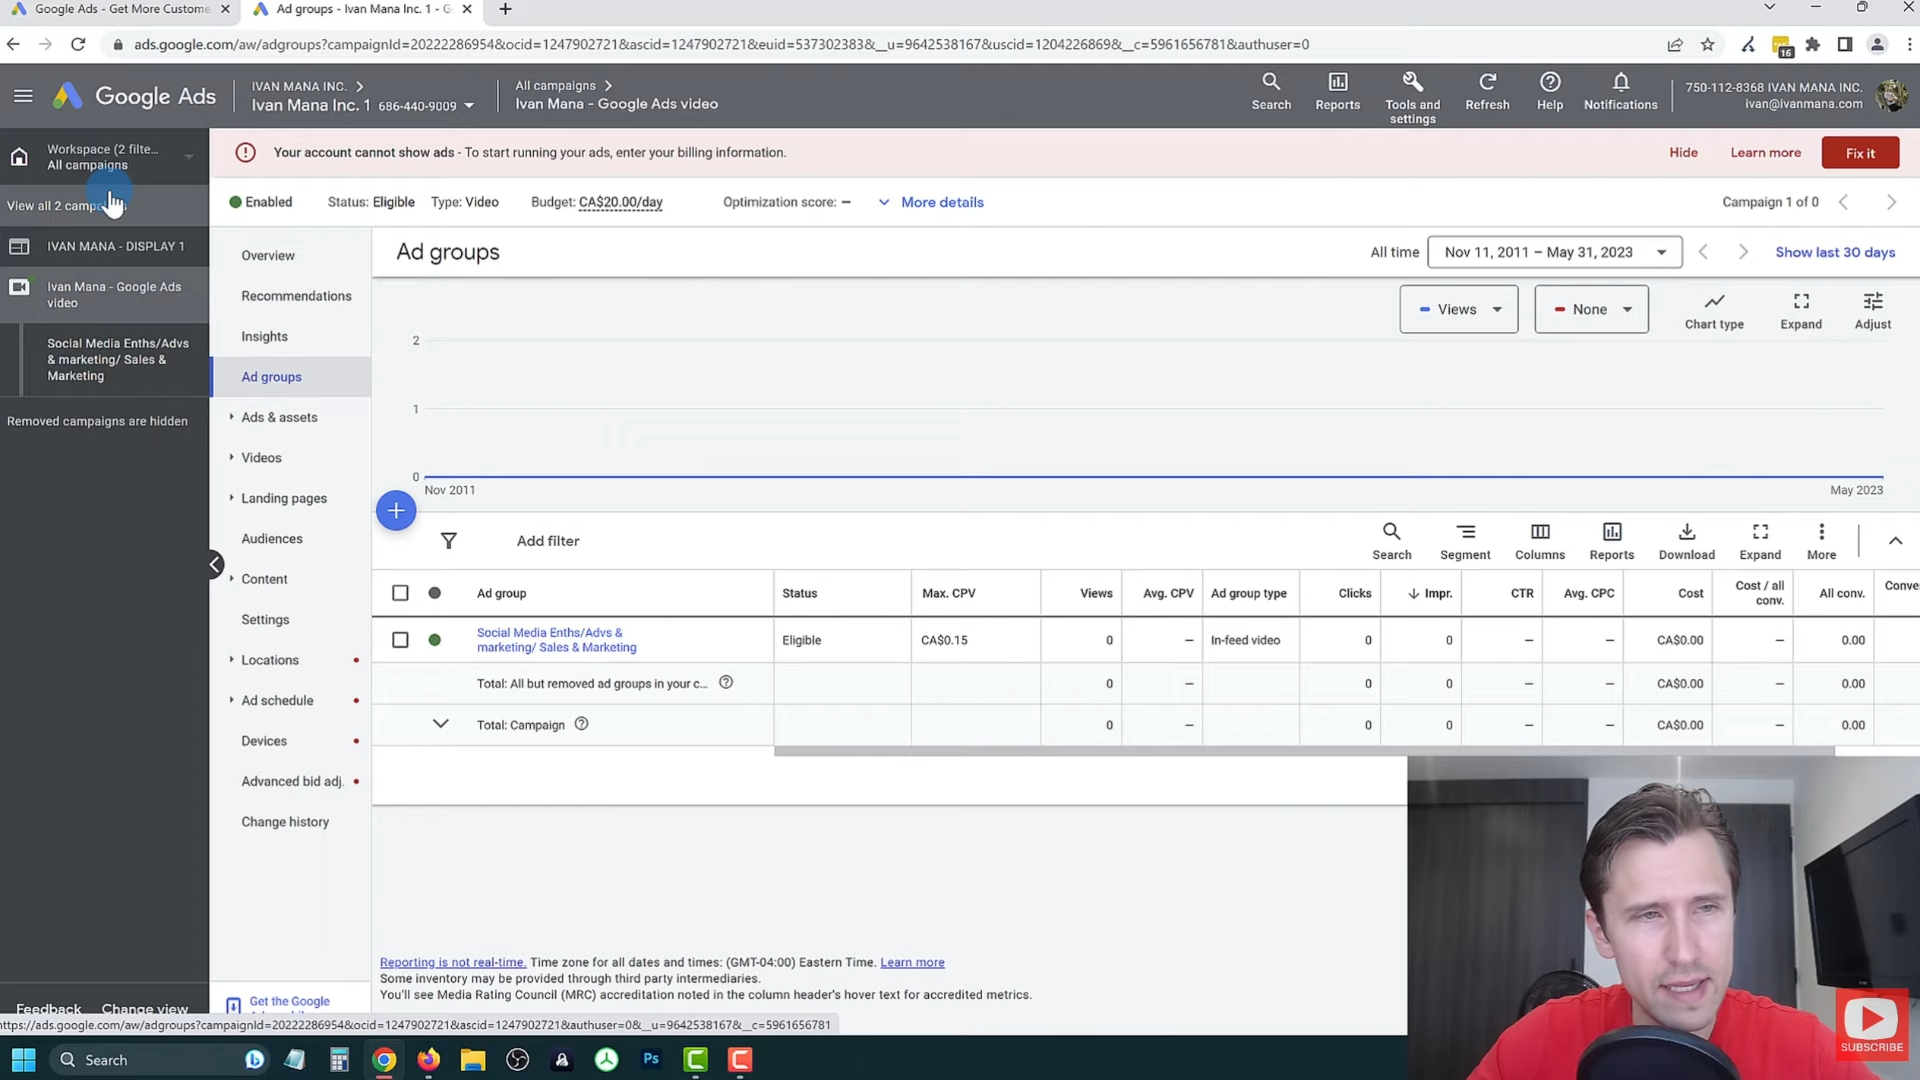 Google Ads - Get More Custome
Ad groups - Ivan Mana Inc. 1 - G
ads.google.com/aw/adgroups?campaignId=20222286954&ocid=1247902721&ascid=1247902721&euid=537302383&__u=9642538167&uscid=1204226869&__c=5961656781&authuser=0
16
Google Ads
IVAN MANA INC.
Ivan Mana Inc. 1 686-440-9009
All campaigns
Ivan Mana - Google Ads video
Search
Reports
Tools and settings
Refresh
Help
Notifications
750-112-8368 IVAN MANA INC.
ivan@ivanmana.com
Workspace (2 filte...
All campaigns
View all 2 camp
IVAN MANA - DISPLAY 1
Ivan Mana - Google Ads
video
Social Media Enths/Advs
& marketing/ Sales &
Marketing
Removed campaigns are hidden
Feedback
Change view
Your account cannot show ads - To start running your ads, enter your billing information.
Hide
Learn more
Fix it
Enabled
Status: Eligible
Type: Video
Budget: CA$20.00/day
Optimization score: –
More details
Campaign 1 of 0
Overview
Recommendations
Insights
Ad groups
Ads & assets
Videos
Landing pages
Audiences
Content
Settings
Locations
Ad schedule
Devices
Advanced bid adj.
Change history
Get the Google
Ad groups
All time
Nov 11, 2011 – May 31, 2023
Show last 30 days
Views
None
Chart type
Expand
Adjust
2
1
0
Nov 2011
May 2023
Add filter
Search
Segment
Columns
Reports
Download
Expand
More
Ad group Status Max. CPV Views Avg. CPV Ad group type Clicks Impr. CTR Avg. CPC Cost Cost / all conv. All conv. Conve
Social Media Enths/Advs &
marketing/ Sales & Marketing
Eligible CA$0.15 0 – In-feed video 0 0 – – CA$0.00 – 0.00
Total: All but removed ad groups in your c... 0 – 0 0 – – CA$0.00 – 0.00
Total: Campaign 0 – 0 0 – – CA$0.00 – 0.00
Reporting is not real-time. Time zone for all dates and times: (GMT-04:00) Eastern Time. Learn more
Some inventory may be provided through third party intermediaries.
You'll see Media Rating Council (MRC) accreditation noted in the column header's hover text for accredited metrics.
https://ads.google.com/aw/adgroups?campaignId=20222286954&ocid=1247902721&ascid=1247902721&authuser=0&__u=9642538167&__c=5961656781
Search
Ps
SUBSCRIBE